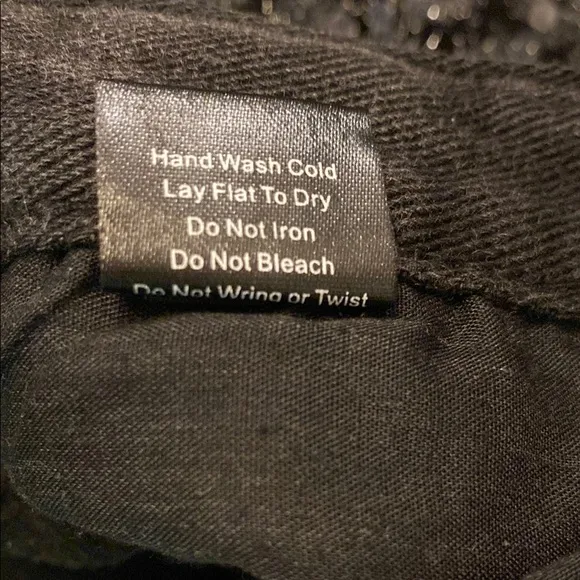 Hand Wash Cold
Lay Flat To Dry
Do Not Iron
Do Not Bleach
Do Not Wring or Twist